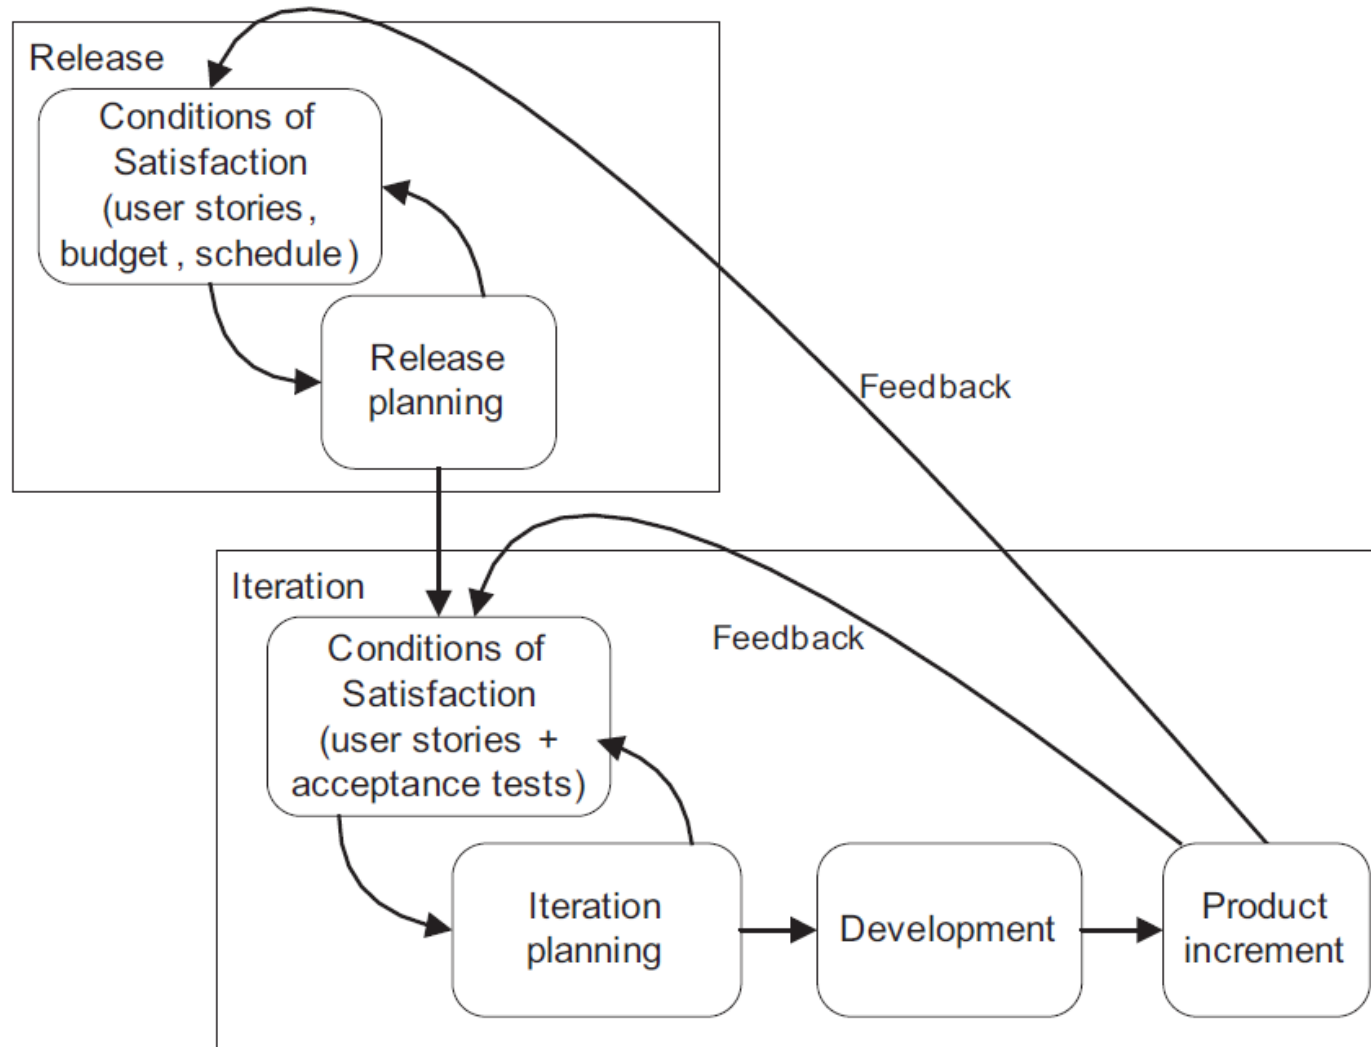 Release
Conditions of
Satisfaction
(user stories,
budget, schedule)
Release
planning
Feedback
Iteration
Conditions of
Satisfaction
(user stories +
acceptance tests)
Feedback
Iteration
planning
Development
Product
increment